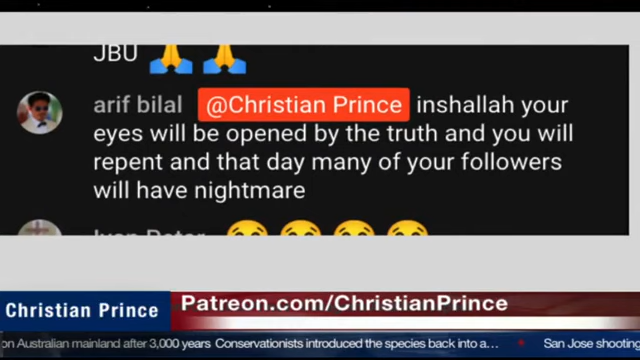 JBU 🙏 🙏
arif bilal @Christian Prince inshallah your
eyes will be opened by the truth and you will
repent and that day many of your followers
will have nightmare
Christian Prince
Patreon.com/ChristianPrince
on Australian mainland after 3,000 years Conservationists introduced the species back into a... • San Jose shooting